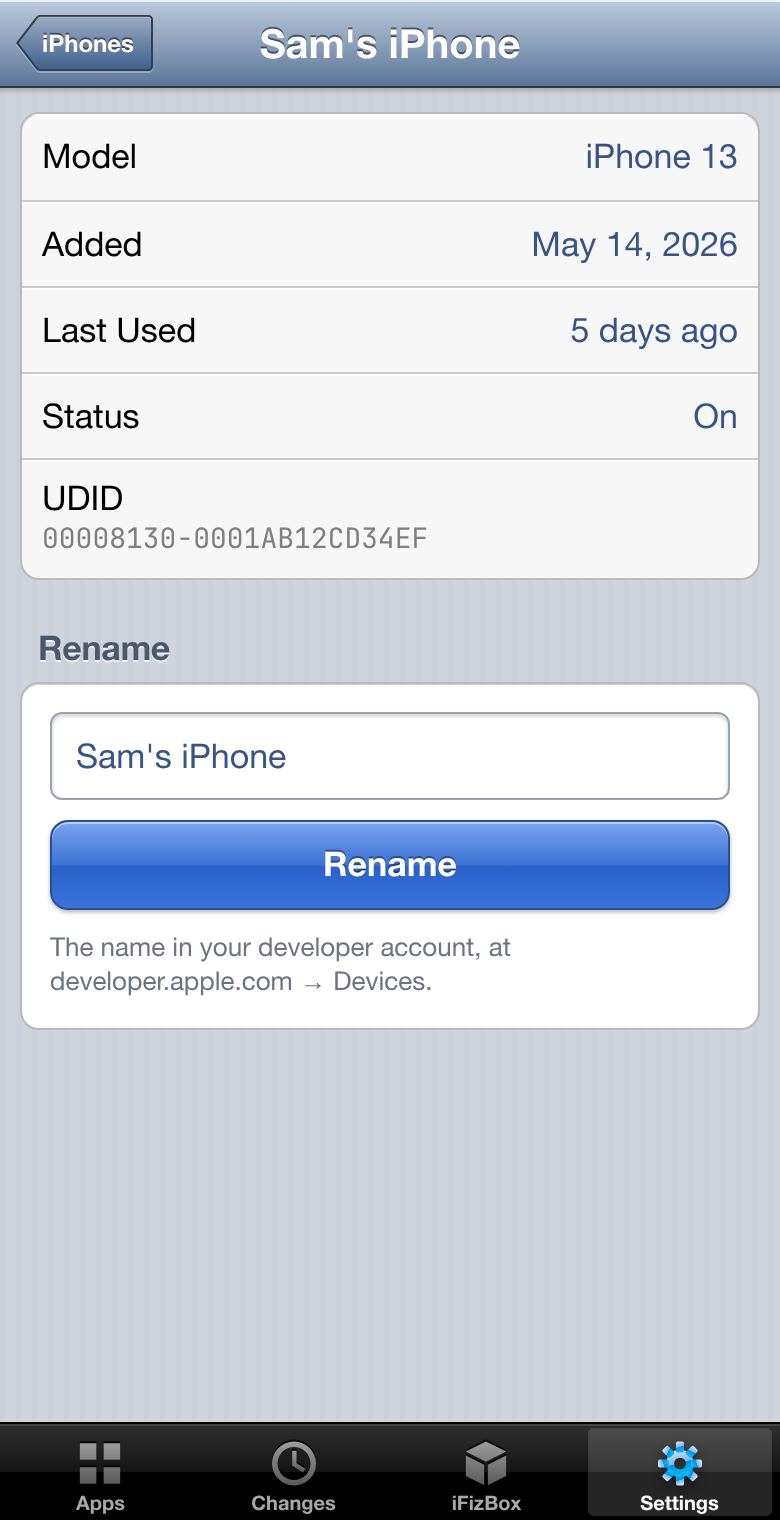 iPhones
Sam's iPhone
Model
iPhone 13
Added
May 14, 2026
Last Used
5 days ago
Status
On
UDID
00008130-0001AB12CD34EF
Rename
Sam's iPhone
Rename
The name in your developer account, at
developer.apple.com → Devices.
Apps
Changes
iFizBox
Settings